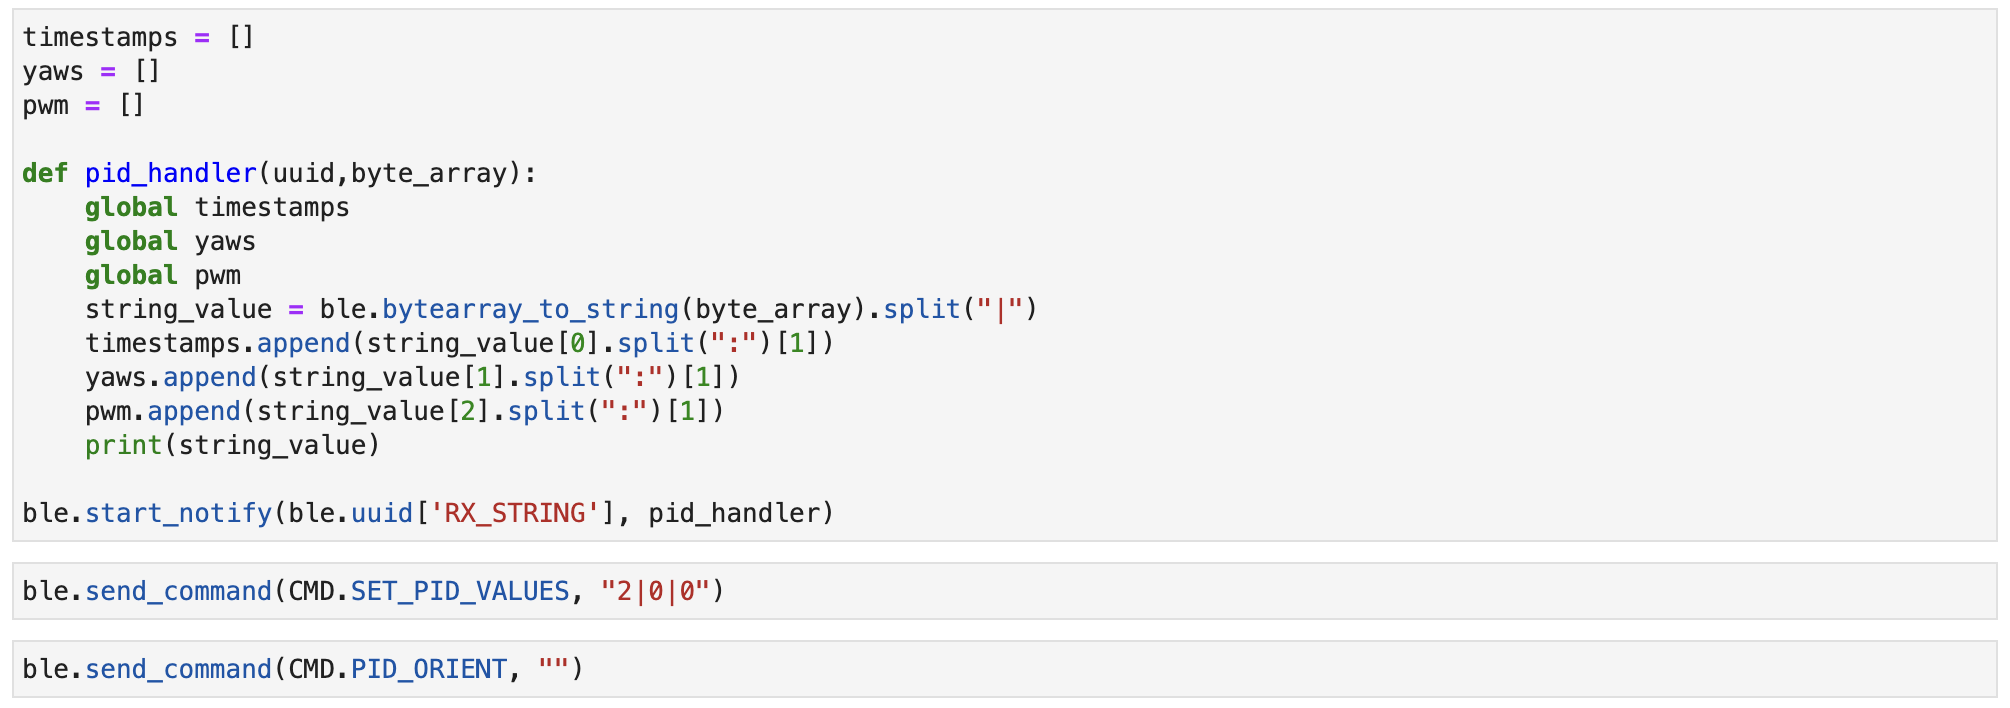 timestamps = []
yaws = []
pwm = []
def pid_handler(uuid,byte_array):
    global timestamps
    global yaws
    global pwm
    string_value = ble.bytearray_to_string(byte_array).split("|")
    timestamps.append(string_value[0].split(":")[1])
    yaws.append(string_value[1].split(":")[1])
    pwm.append(string_value[2].split(":")[1])
    print(string_value)
ble.start_notify(ble.uuid['RX_STRING'], pid_handler)
ble.send_command(CMD.SET_PID_VALUES, "2|0|0")
ble.send_command(CMD.PID_ORIENT, "")